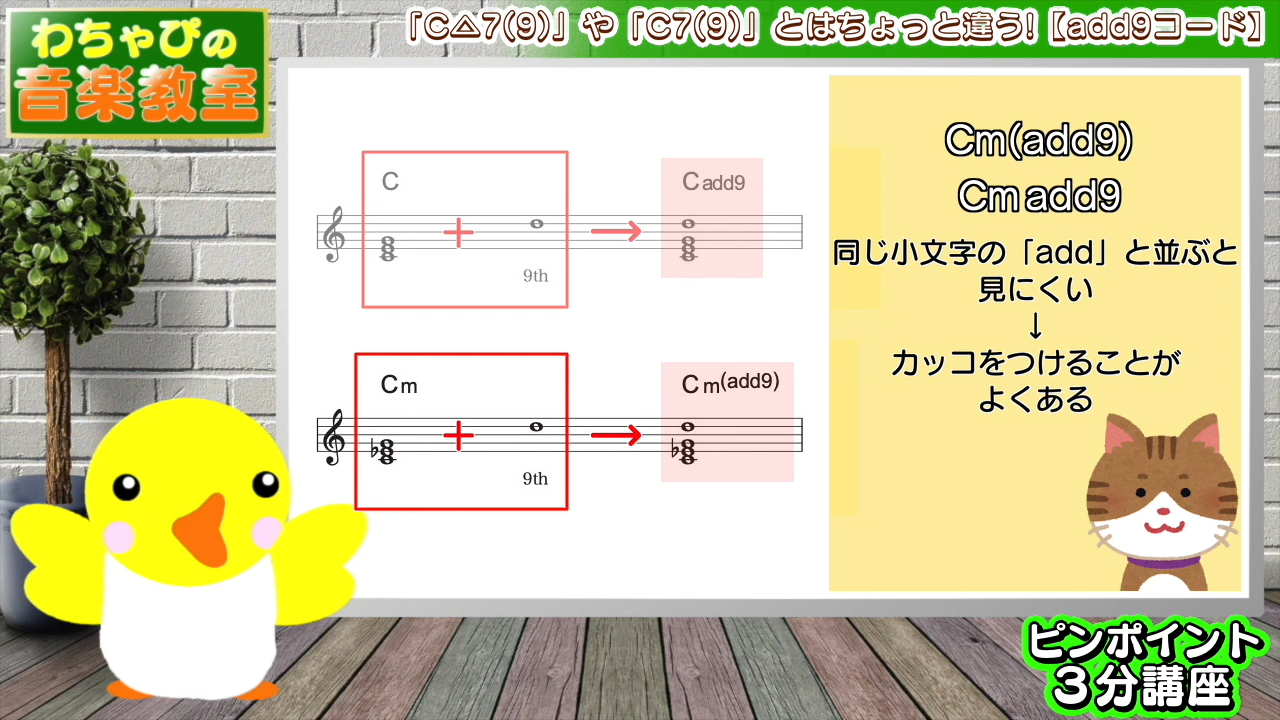 わちゃぴの
音楽教室
「C△7(9)」や「C7(9)」とはちょっと違う!【add9コード】
C
Cadd9
9th
Cm
Cm(add9)
9th
Cm(add9)
Cm add9
同じ小文字の「add」と並ぶと
見にくい
↓
カッコをつけることが
よくある
ピンポイント
3分講座